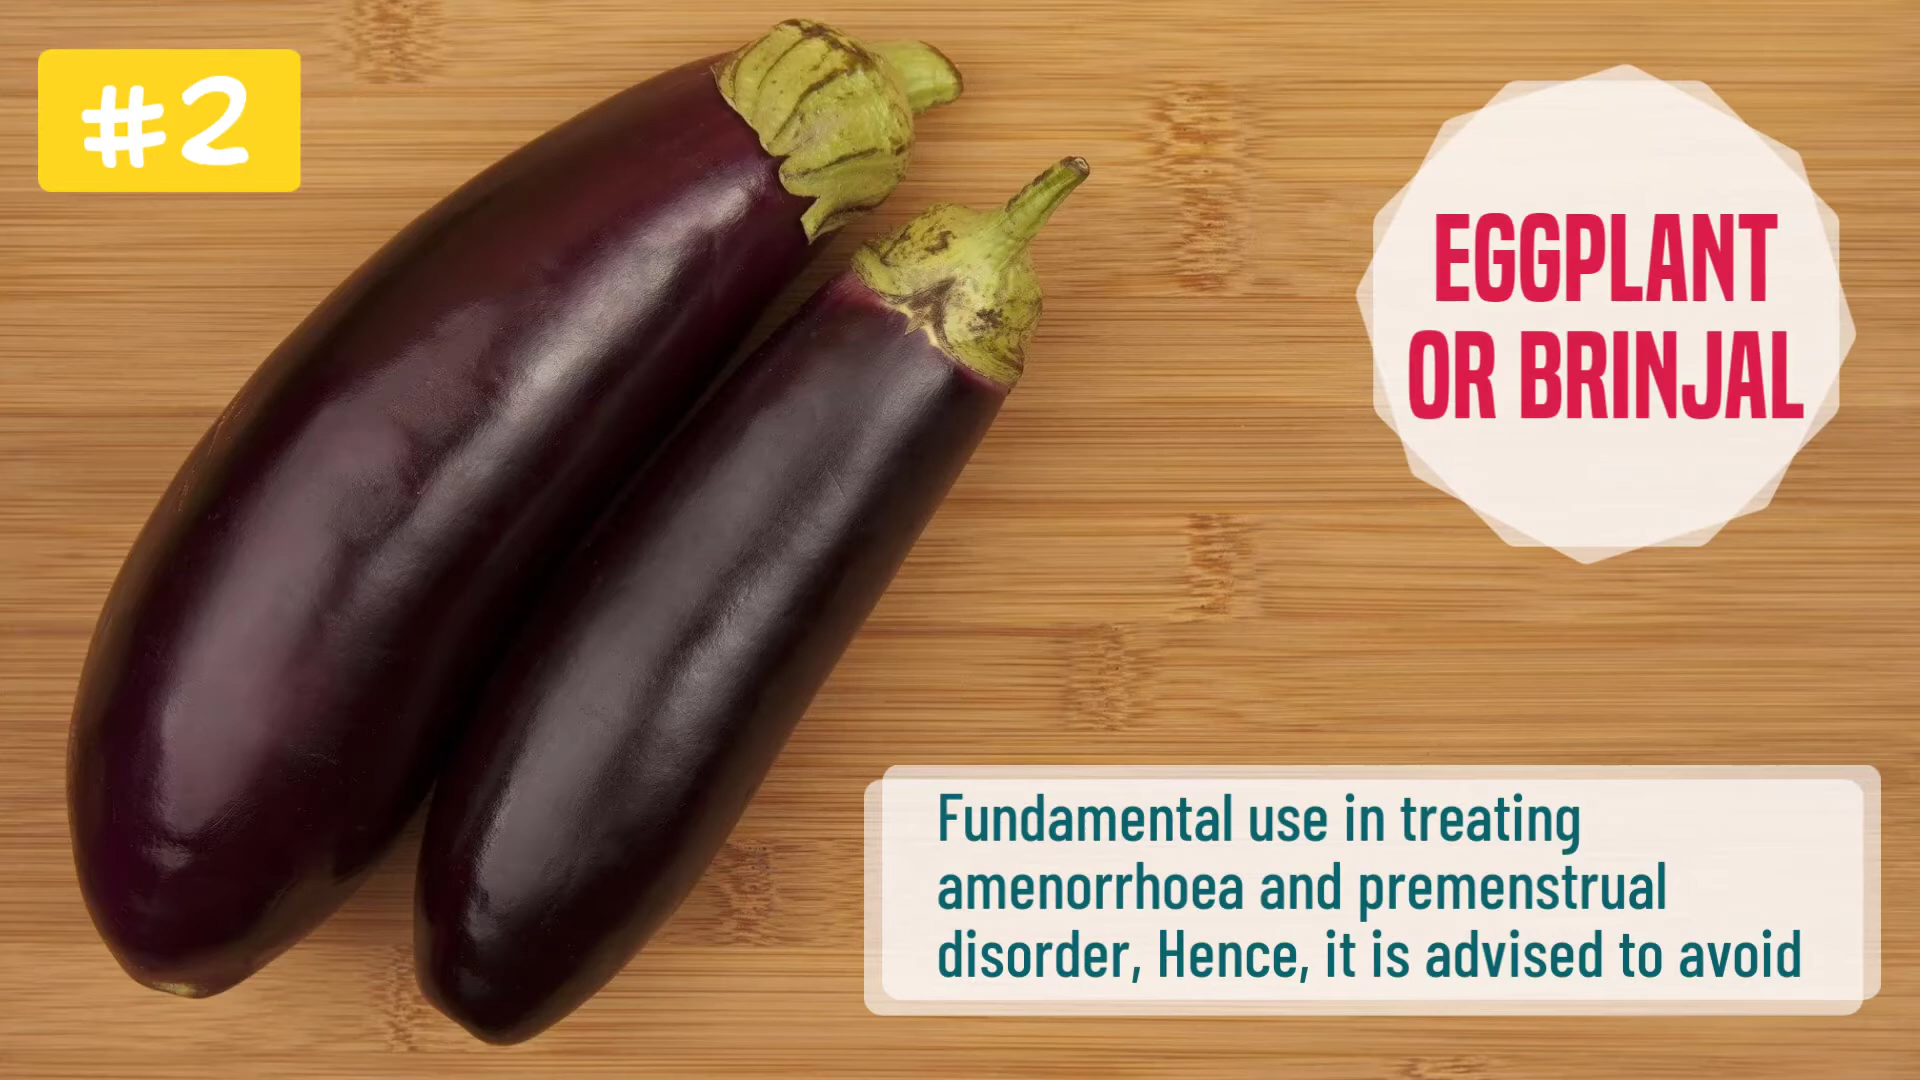 #2
EGGPLANT
OR BRINJAL
Fundamental use in treating
amenorrhoea and premenstrual
disorder, Hence, it is advised to avoid